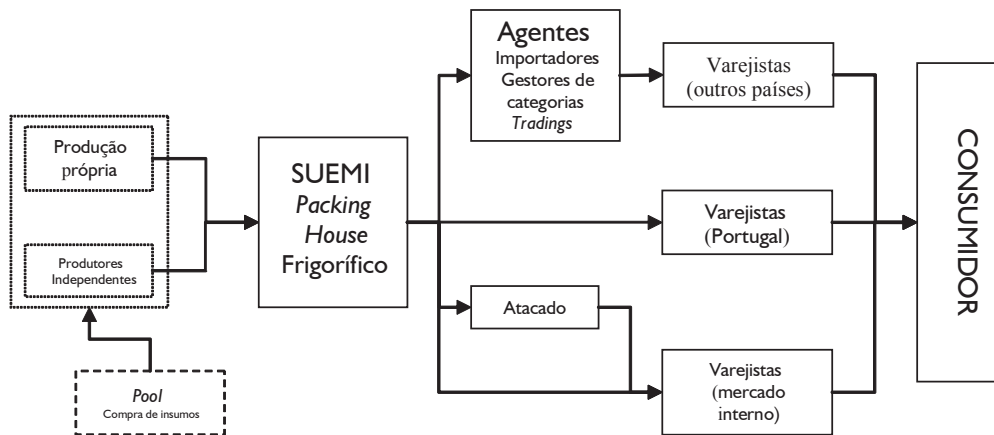 Produção
própria
Produtores
Independentes
Pool
Compra de insumos
SUEMI
Packing
House
Frigorífico
Agentes
Importadores
Gestores de
categorias
Tradings
Varejistas
(outros países)
Varejistas
(Portugal)
Atacado
Varejistas
(mercado
interno)
CONSUMIDOR